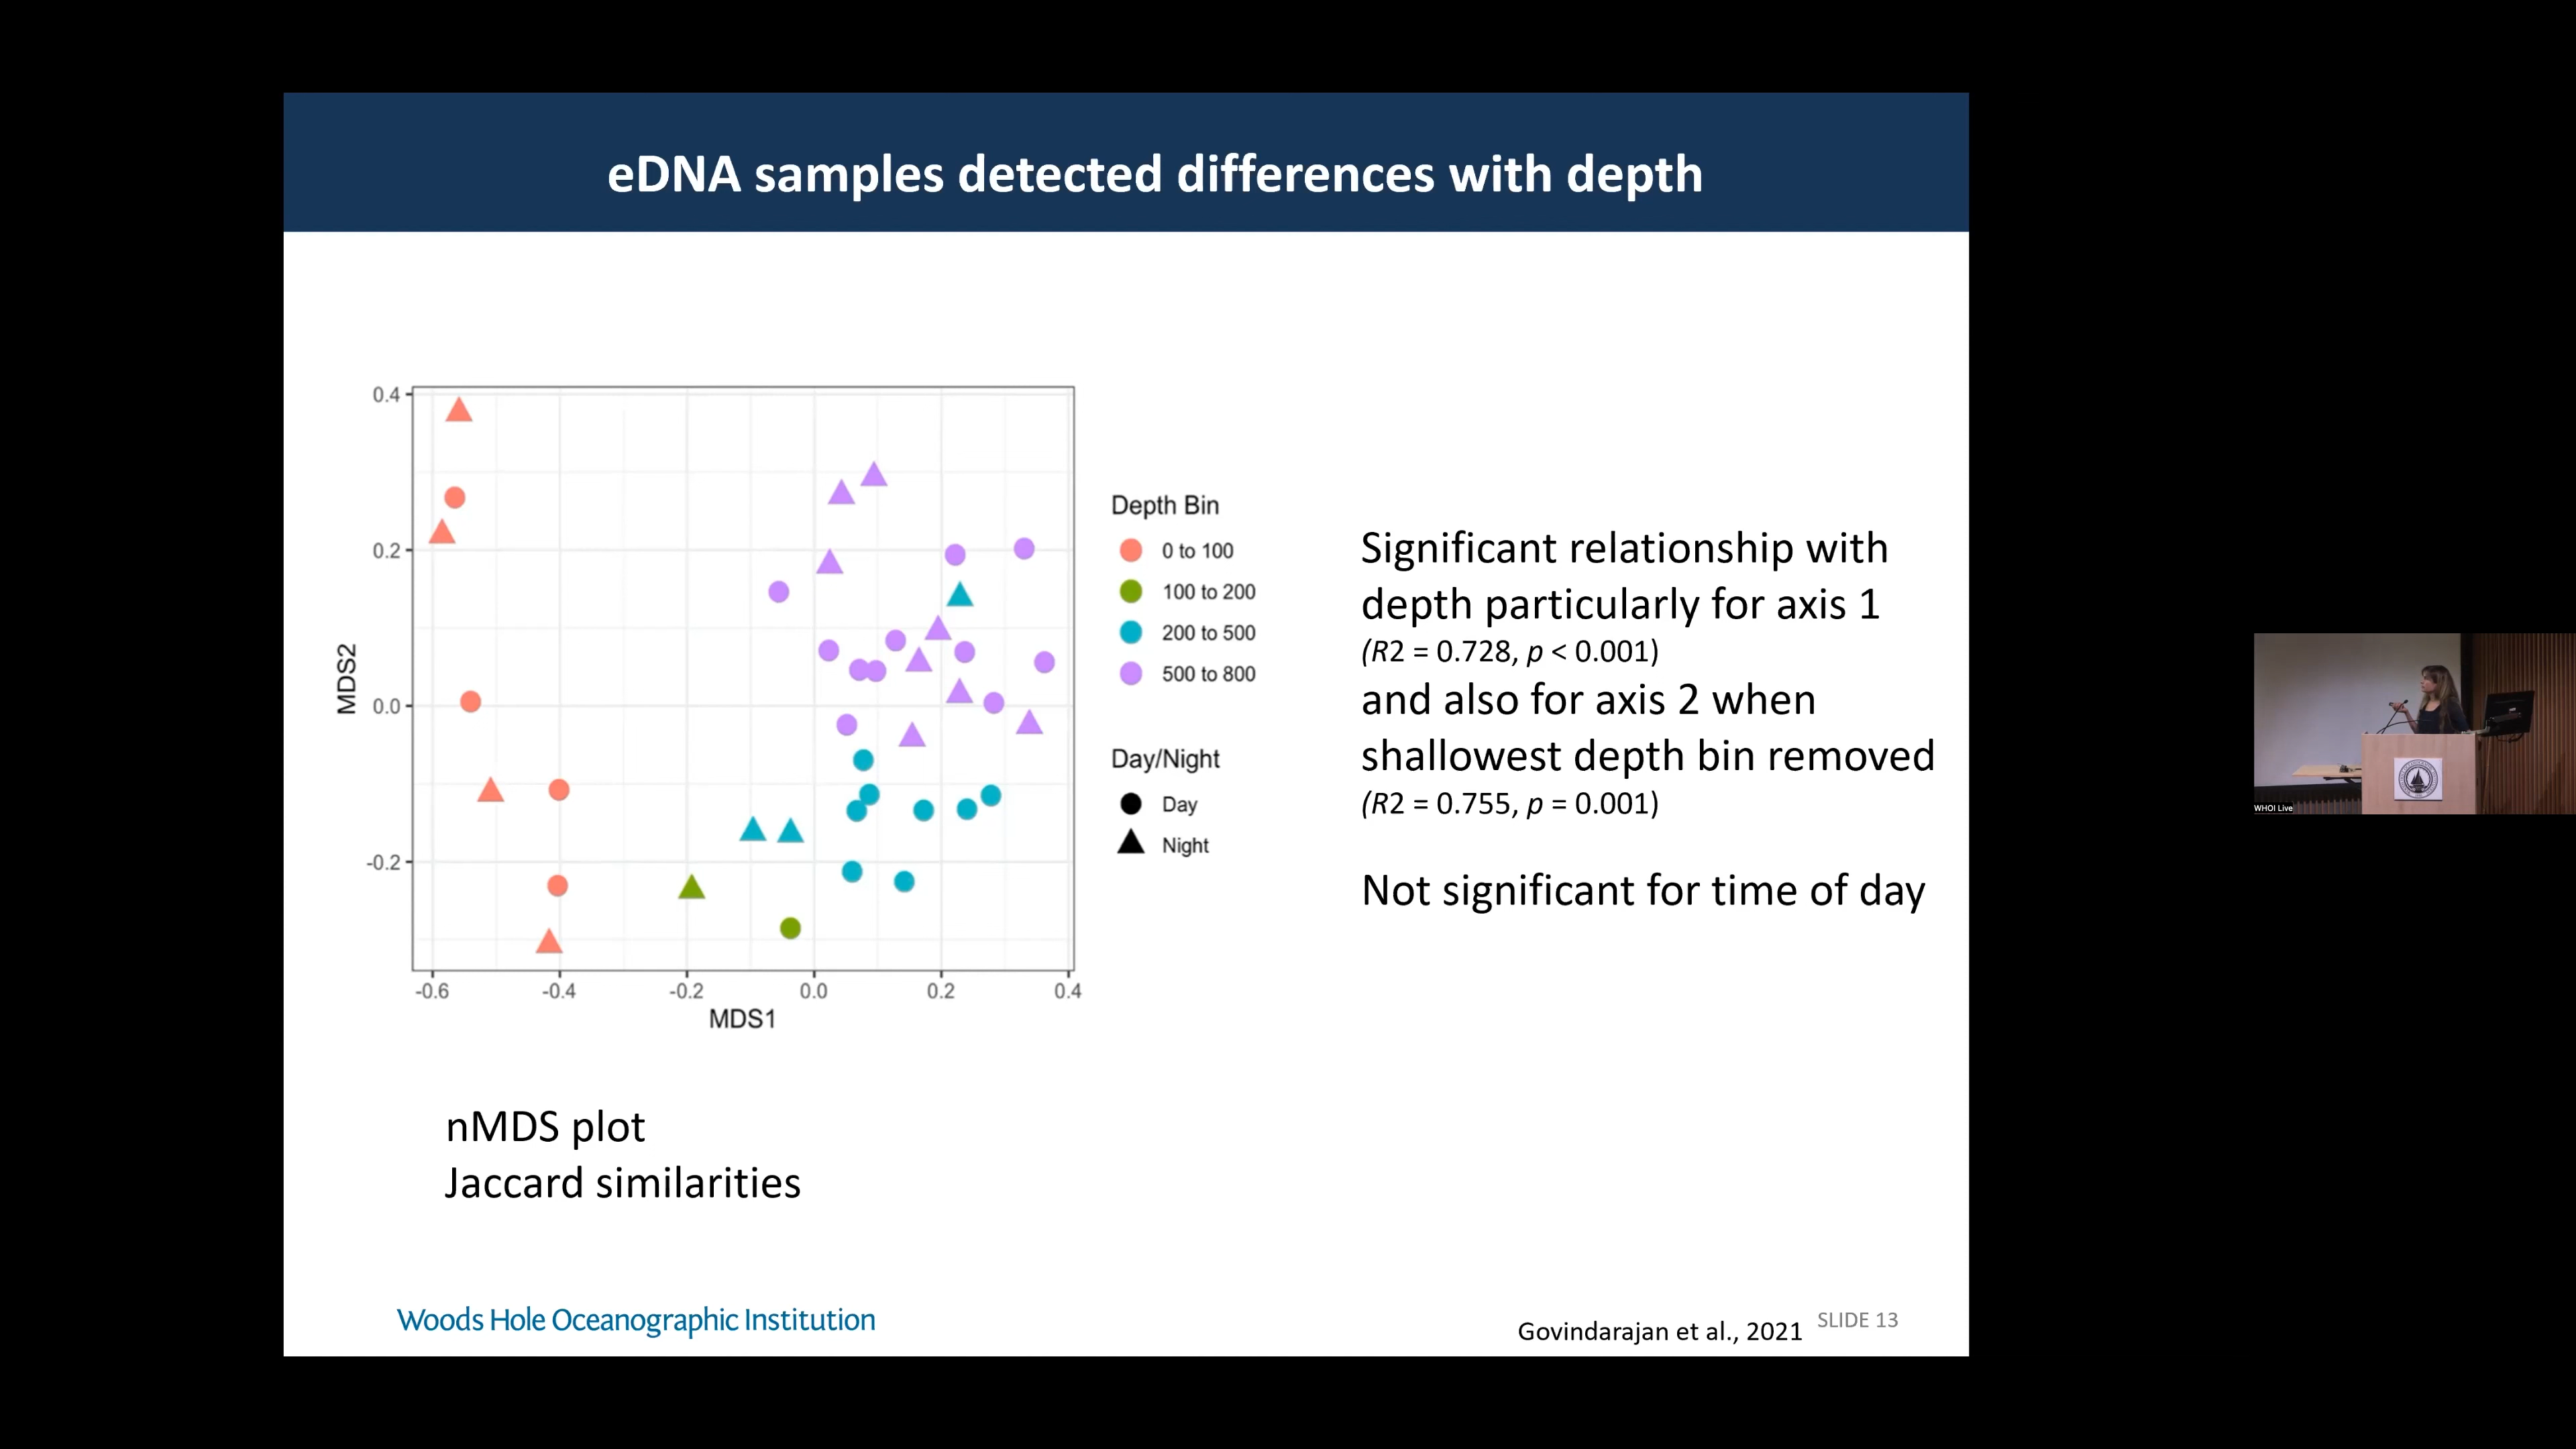 eDNA samples detected differences with depth
0.4
0.2
0.0
-0.2
MDS2
-0.6
-0.4
-0.2
0.0
0.2
0.4
MDS1
Depth Bin
0 to 100
100 to 200
200 to 500
500 to 800
Day/Night
Day
Night
Significant relationship with
depth particularly for axis 1
(R2 = 0.728, p < 0.001)
and also for axis 2 when
shallowest depth bin removed
(R2 = 0.755, p = 0.001)
Not significant for time of day
nMDS plot
Jaccard similarities
Woods Hole Oceanographic Institution
Govindarajan et al., 2021
SLIDE 13
WHOI Live